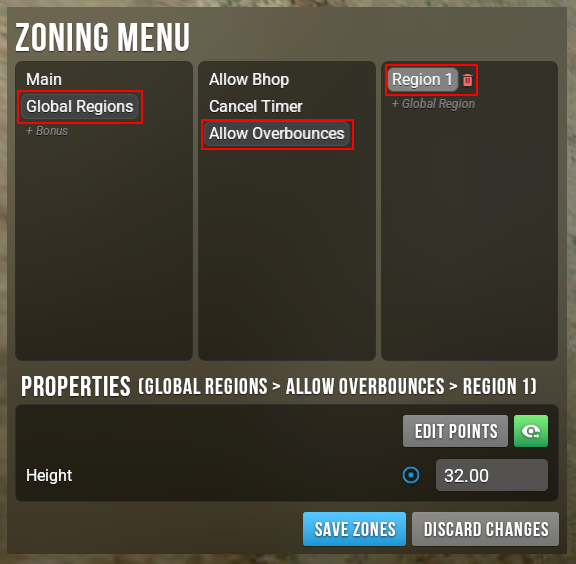 ZONING MENU
Main
Global Regions
+ Bonus
Allow Bhop
Cancel Timer
Allow Overbounces
Region 1
+ Global Region
PROPERTIES (GLOBAL REGIONS > ALLOW OVERBOUNCES > REGION 1)
EDIT POINTS
Height 32.00
SAVE ZONES DISCARD CHANGES